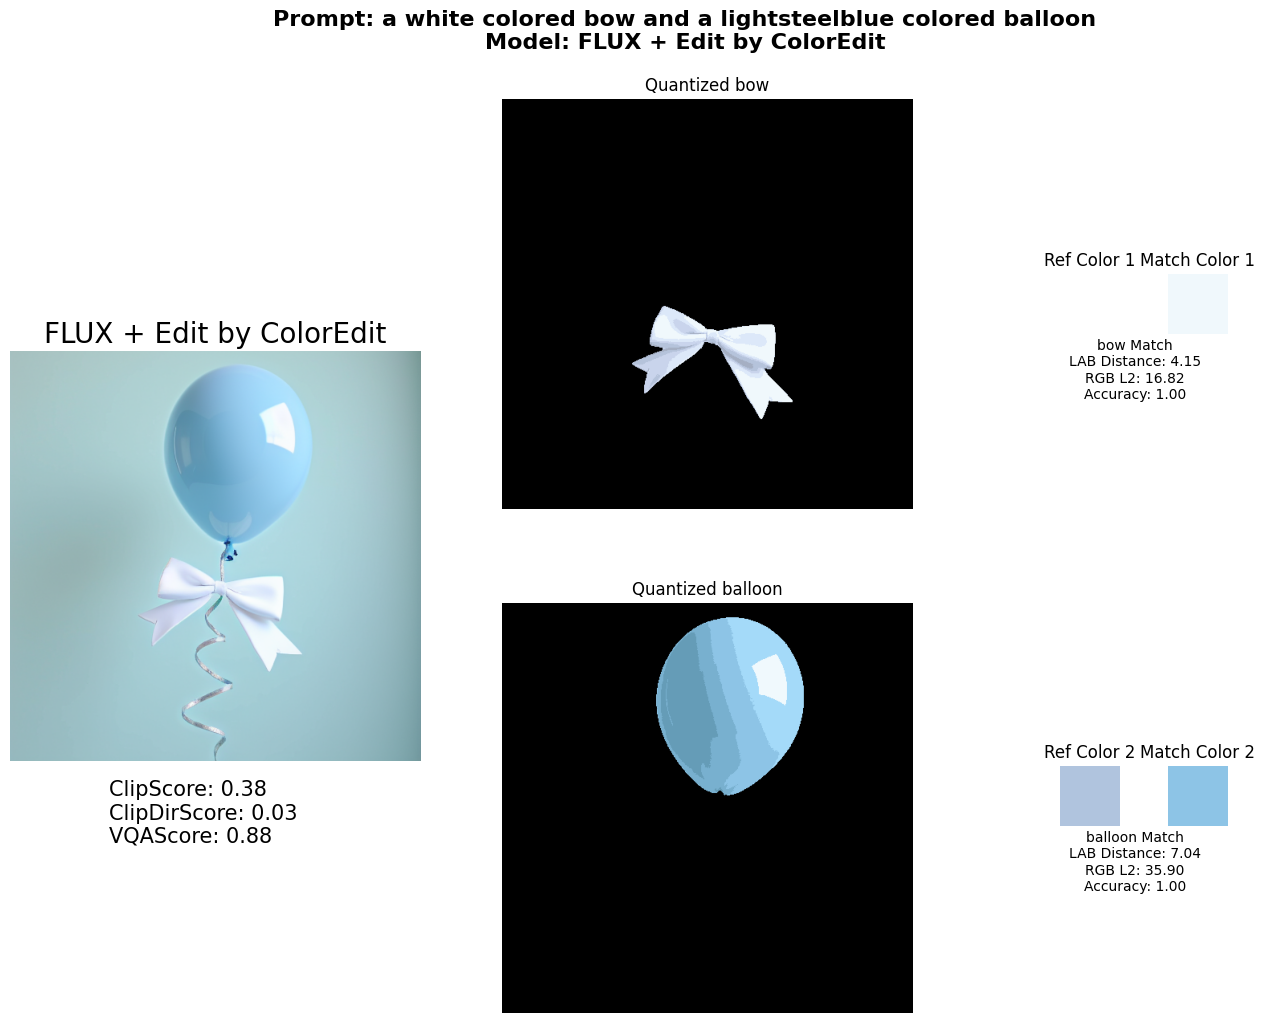 Prompt: a white colored bow and a lightsteelblue colored balloon
Model: FLUX + Edit by ColorEdit
FLUX + Edit by ColorEdit
ClipScore: 0.38
ClipDirScore: 0.03
VQAScore: 0.88
Quantized bow
Quantized balloon
Ref Color 1 Match Color 1
bow Match
LAB Distance: 4.15
RGB L2: 16.82
Accuracy: 1.00
Ref Color 2 Match Color 2
balloon Match
LAB Distance: 7.04
RGB L2: 35.90
Accuracy: 1.00